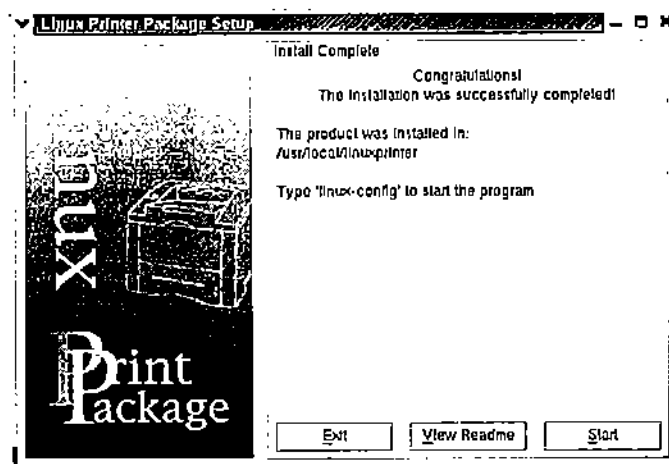 Linux Printer Package Setup
Install Complete
Congratulations!
The installation was successfully completed!
The product was installed in:
/usr/local/linuxprinter
Type 'linux-config' to start the program
linux
Print
Package
Exit
View Readme
Start